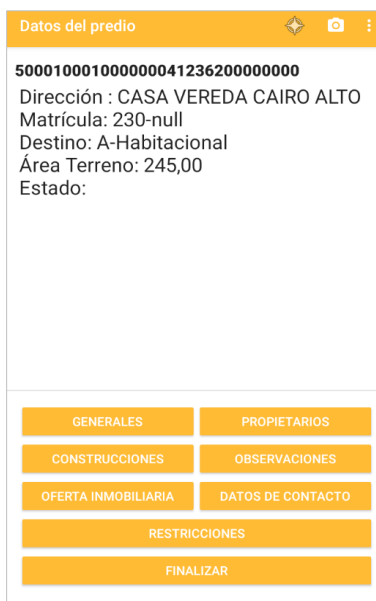 Datos del predio
500010001000000041236200000000
Dirección : CASA VEREDA CAIRO ALTO
Matrícula: 230-null
Destino: A-Habitacional
Área Terreno: 245,00
Estado:
GENERALES
PROPIETARIOS
CONSTRUCCIONES
OBSERVACIONES
OFERTA INMOBILIARIA
DATOS DE CONTACTO
RESTRICCIONES
FINALIZAR